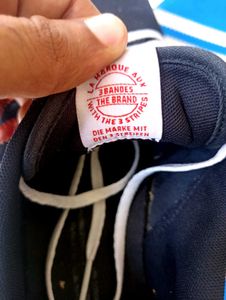 LA MARQUE AUX
3 BANDES
THE BRAND
WITH THE 3 STRIPES
DIE MARKE MIT
DEN 3 STREIFEN